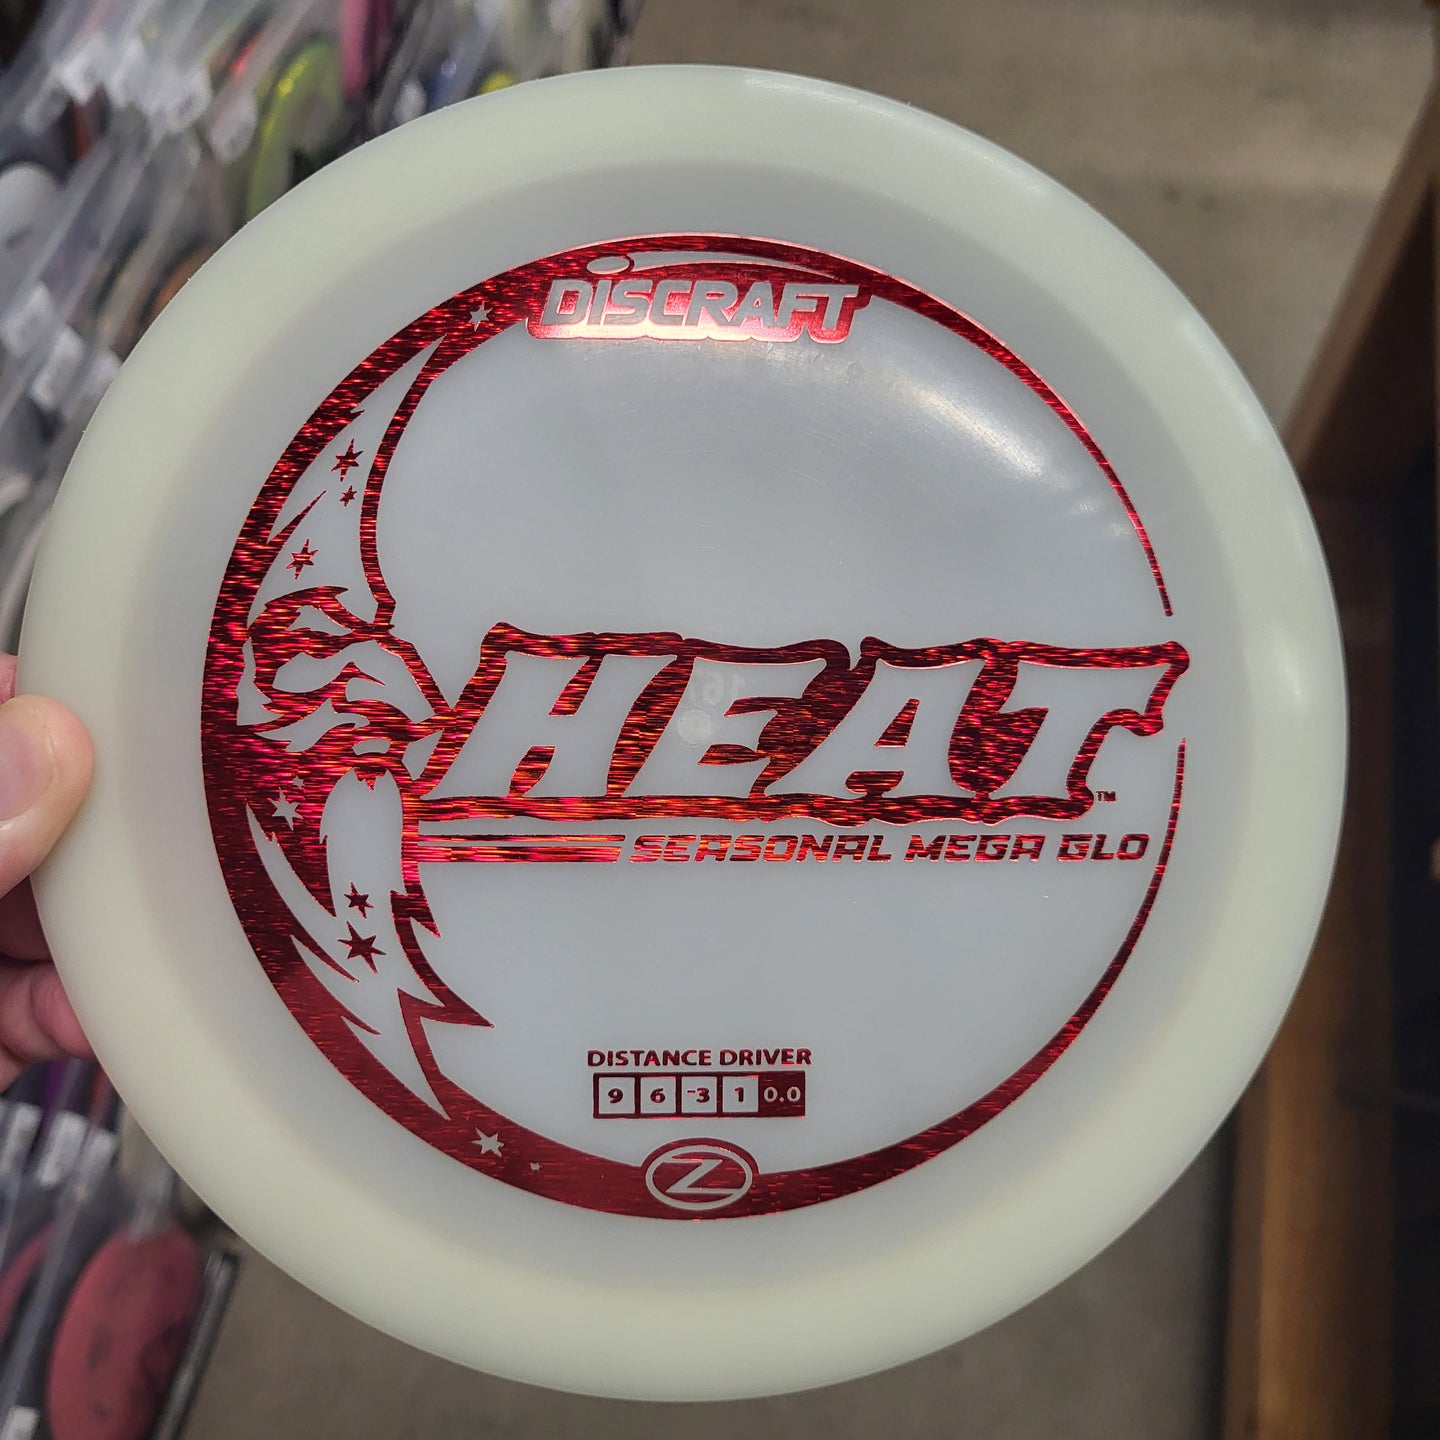 DISCRAFT
HEAT
™
SEASONAL MEGA GLO
DISTANCE DRIVER
9 6 -3 1 0.0
Z